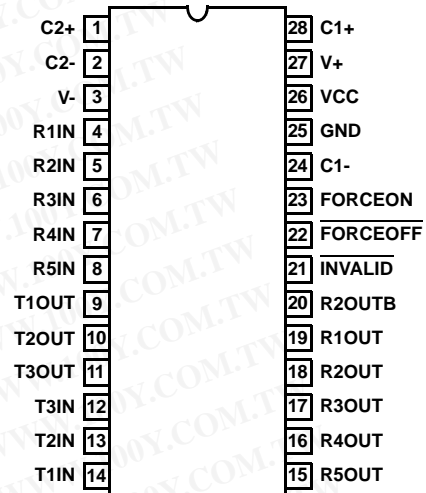 C2+ 1 28 C1+
C2- 2 27 V+
V- 3 26 VCC
R1IN 4 25 GND
R2IN 5 24 C1-
R3IN 6 23 FORCEON
R4IN 7 22 FORCEOFF
R5IN 8 21 INVALID
T1OUT 9 20 R2OUTB
T2OUT 10 19 R1OUT
T3OUT 11 18 R2OUT
T3IN 12 17 R3OUT
T2IN 13 16 R4OUT
T1IN 14 15 R5OUT